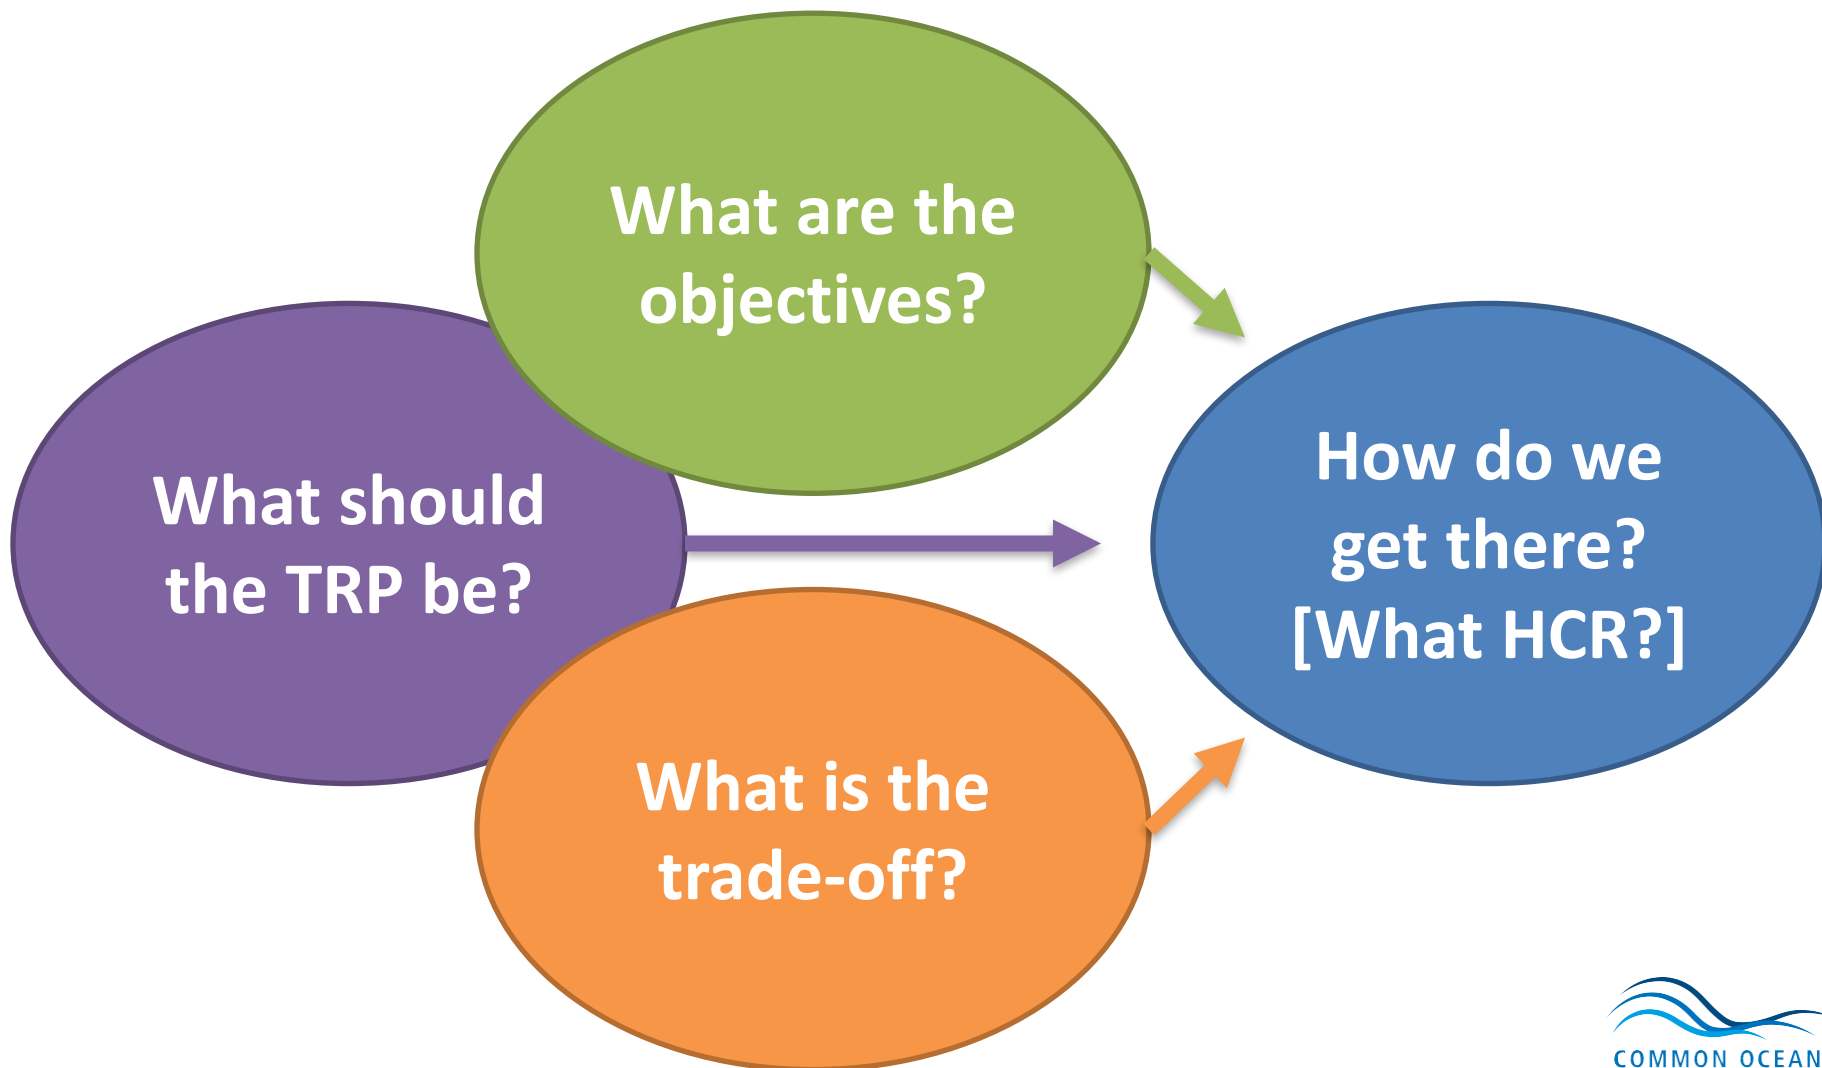 What are the
objectives?
What should
the TRP be?
How do we
get there?
[What HCR?]
What is the
trade-off?
COMMON OCEAN